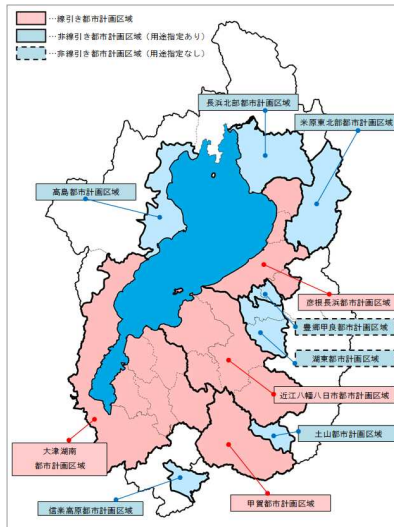 …線引き都市計画区域
…非線引き都市計画区域（用途指定あり）
…非線引き都市計画区域（用途指定なし）
長浜北部都市計画区域
米原東北部都市計画区域
高島都市計画区域
彦根長浜都市計画区域
豊郷甲良都市計画区域
湖東都市計画区域
近江八幡八日市都市計画区域
土山都市計画区域
大津湖南
都市計画区域
甲賀都市計画区域
信楽高原都市計画区域